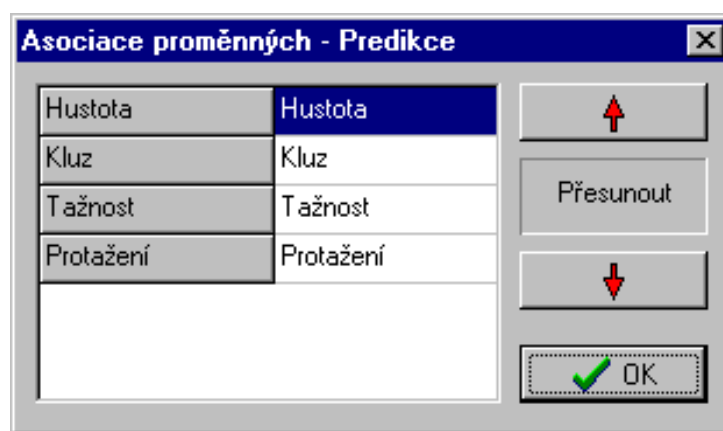 Asociace proměnných - Predikce
Hustota Hustota
Kluz Kluz
Tažnost Tažnost
Protažení Protažení
Přesunout
OK